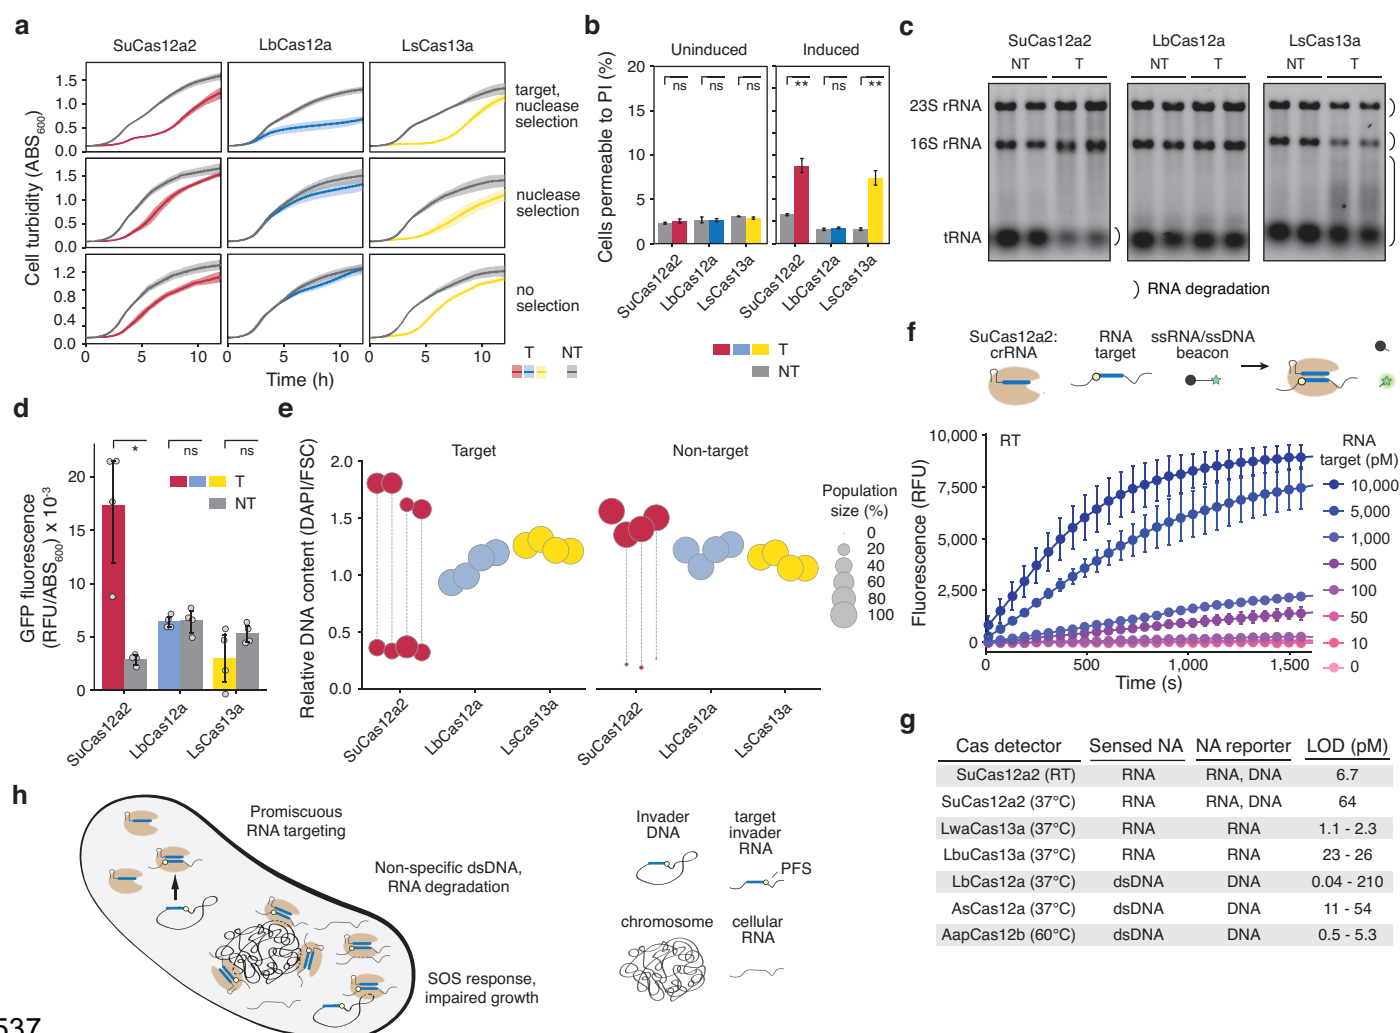 a
SuCas12a2
LbCas12a
LsCas13a
Cell turbidity (ABS600)
1.5
1.0
0.5
0.0
1.5
1.0
0.5
0.0
1.2
0.8
0.4
0.0
target,
nuclease
selection
nuclease
selection
no
selection
0
5
10
0
5
10
0
5
10
Time (h)
T
NT
b
Uninduced
Induced
Cells permeable to PI (%)
20
15
10
5
0
ns
ns
ns
**
ns
**
SuCas12a2
LbCas12a
LsCas13a
SuCas12a2
LbCas12a
LsCas13a
T
NT
c
SuCas12a2
LbCas12a
LsCas13a
NT
T
NT
T
NT
T
23S rRNA
16S rRNA
tRNA
) RNA degradation
d
GFP fluorescence
(RFU/ABS600) x 10-3
20
15
10
5
0
*
ns
ns
T
NT
SuCas12a2
LbCas12a
LsCas13a
e
Target
Non-target
Relative DNA content (DAPI/FSC)
2.0
1.5
1.0
0.5
0.0
SuCas12a2
LbCas12a
LsCas13a
SuCas12a2
LbCas12a
LsCas13a
Population
size (%)
0
20
40
60
80
100
f
SuCas12a2:
crRNA
RNA
target
ssRNA/ssDNA
beacon
RT
Fluorescence (RFU)
10,000
7,500
5,000
2,500
0
0
500
1,000
1,500
Time (s)
RNA
target (pM)
10,000
5,000
1,000
500
100
50
10
0
g
Cas detector Sensed NA NA reporter LOD (pM)
SuCas12a2 (RT) RNA RNA, DNA 6.7
SuCas12a2 (37°C) RNA RNA, DNA 64
LwaCas13a (37°C) RNA RNA 1.1 - 2.3
LbuCas13a (37°C) RNA RNA 23 - 26
LbCas12a (37°C) dsDNA DNA 0.04 - 210
AsCas12a (37°C) dsDNA DNA 11 - 54
AapCas12b (60°C) dsDNA DNA 0.5 - 5.3
h
Promiscuous
RNA targeting
Non-specific dsDNA,
RNA degradation
SOS response,
impaired growth
Invader
DNA
target
invader
RNA
PFS
chromosome
cellular
RNA
537